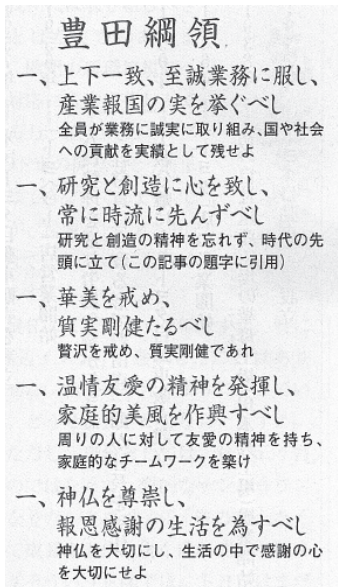 豊田綱領
一、上下一致、至誠業務に服し、
産業報国の実を挙ぐべし
全員が業務に誠実に取り組み、国や社会
への貢献を実績として残せよ
一、研究と創造に心を致し、
常に時流に先んずべし
研究と創造の精神を忘れず、時代の先
頭に立て(この記事の題字に引用)
一、華美を戒め、
質実剛健たるべし
贅沢を戒め、質実剛健であれ
一、温情友愛の精神を発揮し、
家庭的美風を作興すべし
周りの人に対して友愛の精神を持ち、
家庭的なチームワークを築け
一、神仏を尊崇し、
報恩感謝の生活を為すべし
神仏を大切にし、生活の中で感謝の心
を大切にせよ